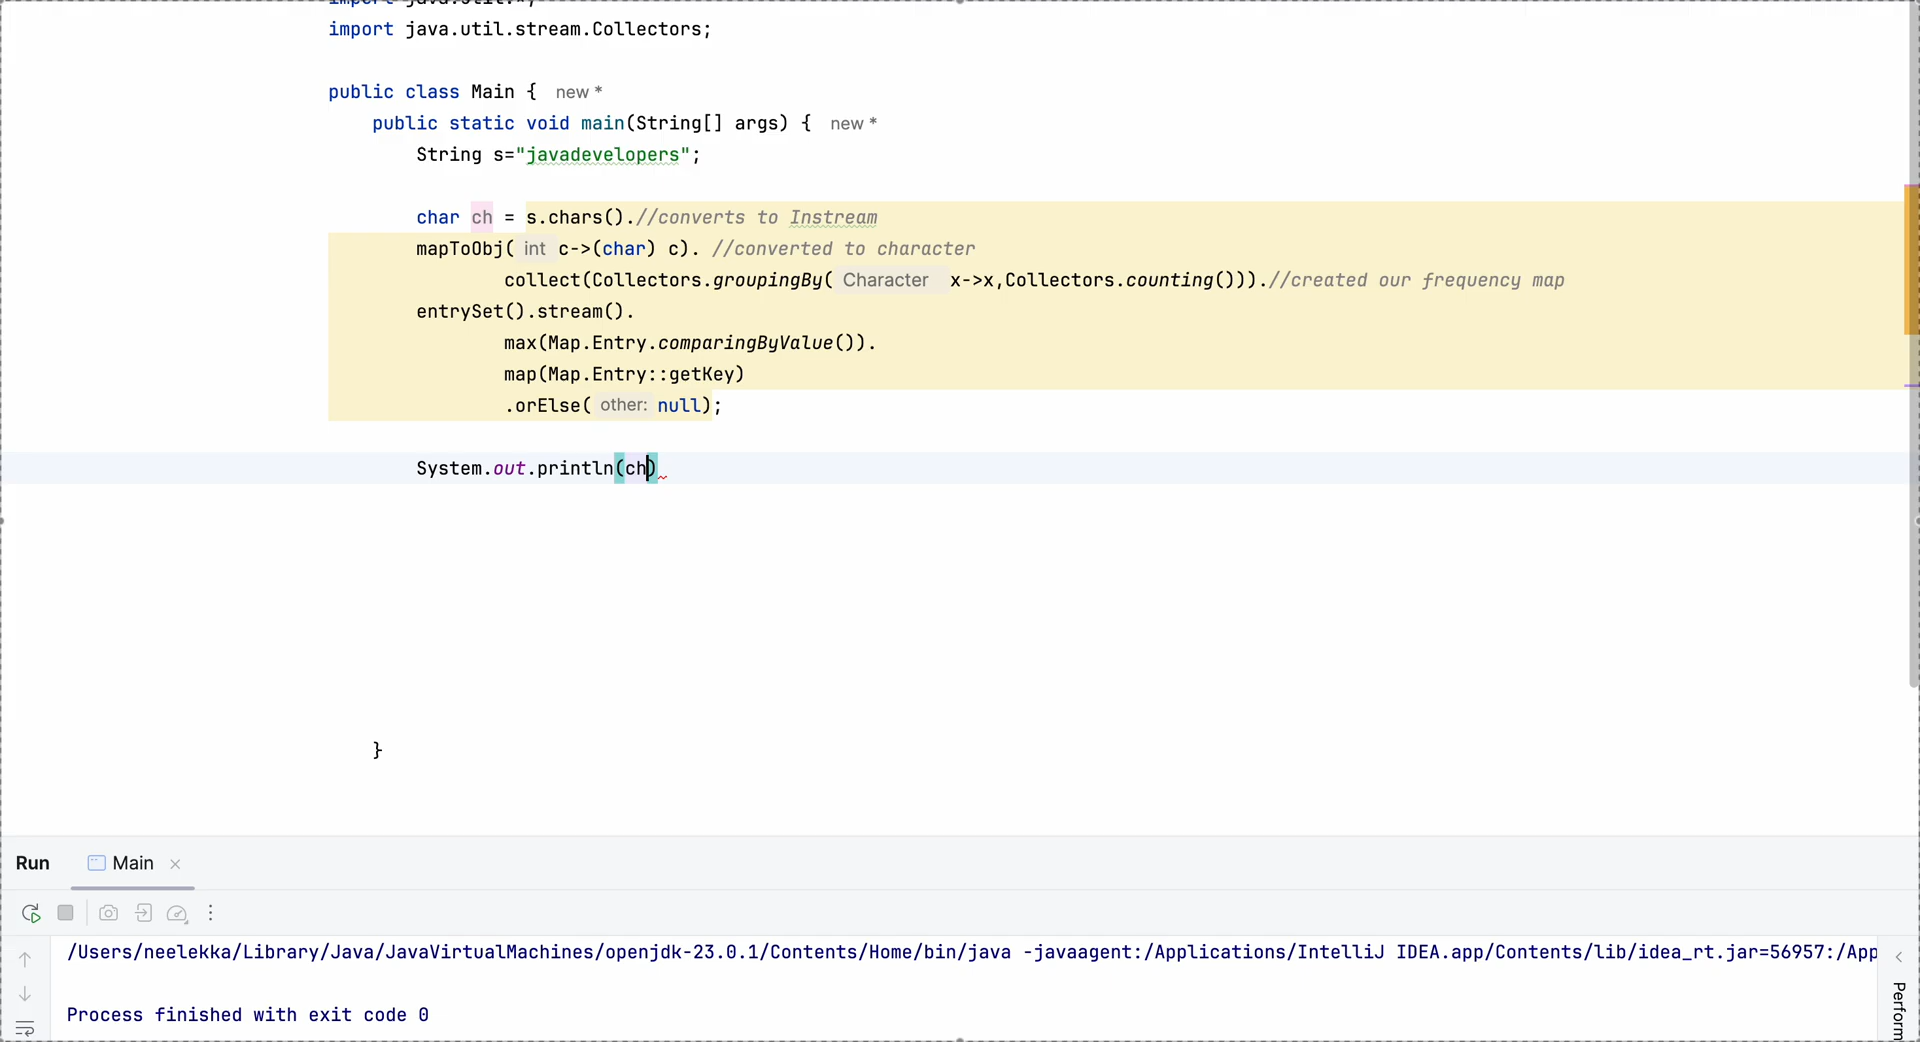 import java.util.*;
import java.util.stream.Collectors;
public class Main { new *
public static void main(String[] args) { new *
String s="javadevelopers";
char ch = s.chars().//converts to Instream
mapToObj( int c->(char) c). //converted to character
collect(Collectors.groupingBy( Character x->x,Collectors.counting())).//created our frequency map
entrySet().stream().
max(Map.Entry.comparingByValue()).
map(Map.Entry::getKey)
.orElse( other: null);
System.out.println(ch)
}
Run Main
/Users/neelekka/Library/Java/JavaVirtualMachines/openjdk-23.0.1/Contents/Home/bin/java -javaagent:/Applications/IntelliJ IDEA.app/Contents/lib/idea_rt.jar=56957:/App
Process finished with exit code 0
Perform